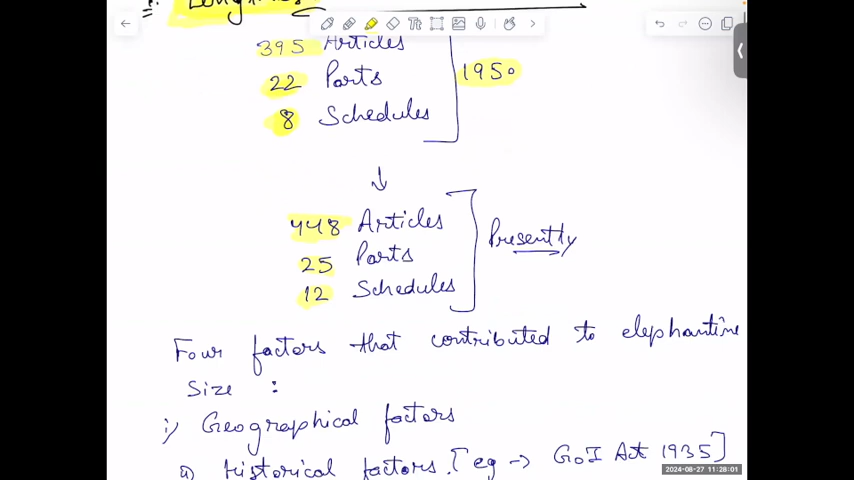 395 Articles
22 Parts
8 Schedules
1950
↓
448 Articles
25 Parts
12 Schedules
Presently
Four factors that contributed to elephantine
Size :
i) Geographical factors
ii) Historical factors. [eg → GoI Act 1935]
2024-08-27 11:28:01